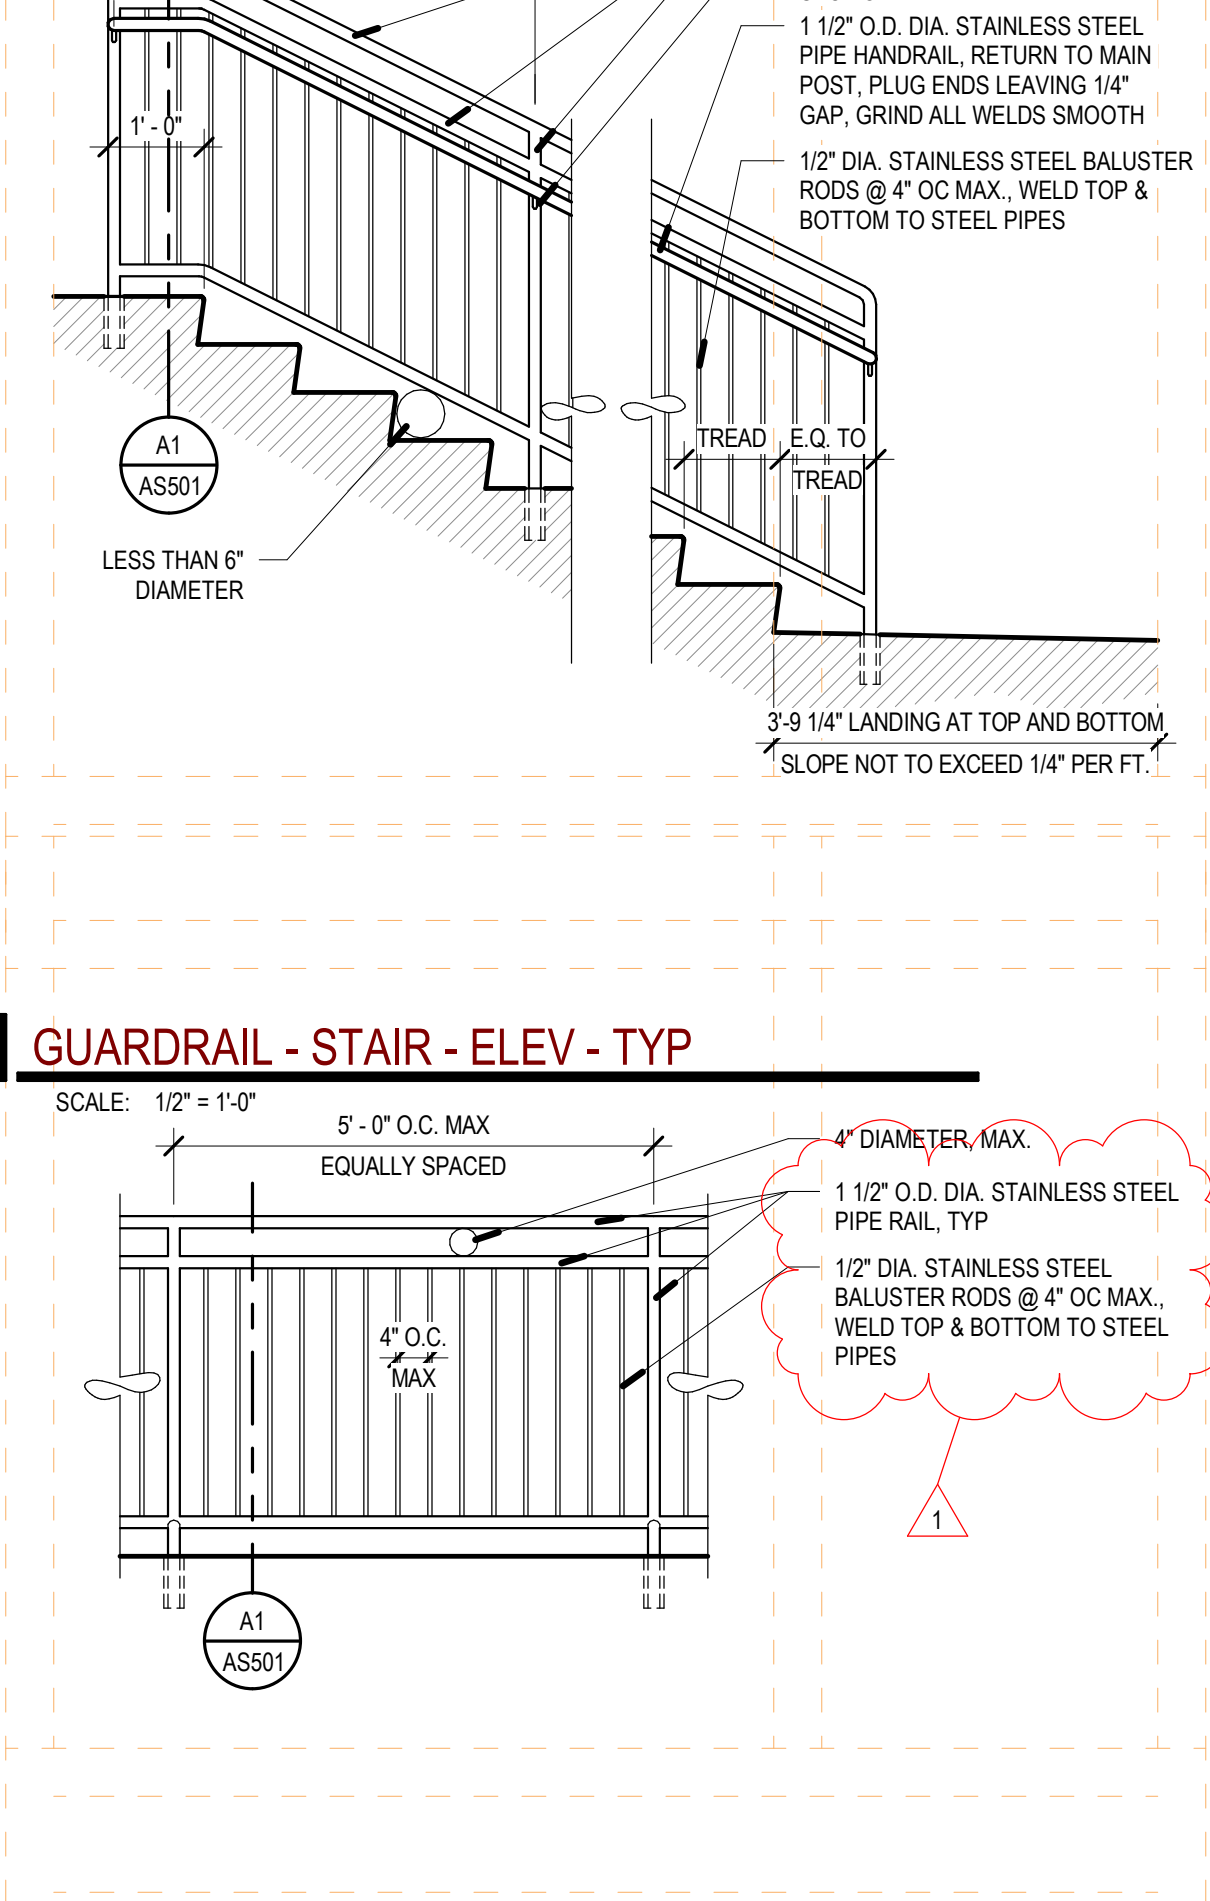 1 1/2" O.D. DIA. STAINLESS STEEL
PIPE HANDRAIL, RETURN TO MAIN
POST, PLUG ENDS LEAVING 1/4"
GAP, GRIND ALL WELDS SMOOTH
1/2" DIA. STAINLESS STEEL BALUSTER
RODS @ 4" OC MAX., WELD TOP &
BOTTOM TO STEEL PIPES
1' - 0"
TREAD
E.Q. TO
TREAD
A1
AS501
LESS THAN 6"
DIAMETER
3'-9 1/4" LANDING AT TOP AND BOTTOM
SLOPE NOT TO EXCEED 1/4" PER FT.
GUARDRAIL - STAIR - ELEV - TYP
SCALE: 1/2" = 1'-0"
5' - 0" O.C. MAX
EQUALLY SPACED
4" DIAMETER, MAX.
1 1/2" O.D. DIA. STAINLESS STEEL
PIPE RAIL, TYP
1/2" DIA. STAINLESS STEEL
BALUSTER RODS @ 4" OC MAX.,
WELD TOP & BOTTOM TO STEEL
PIPES
4" O.C.
MAX
1
A1
AS501